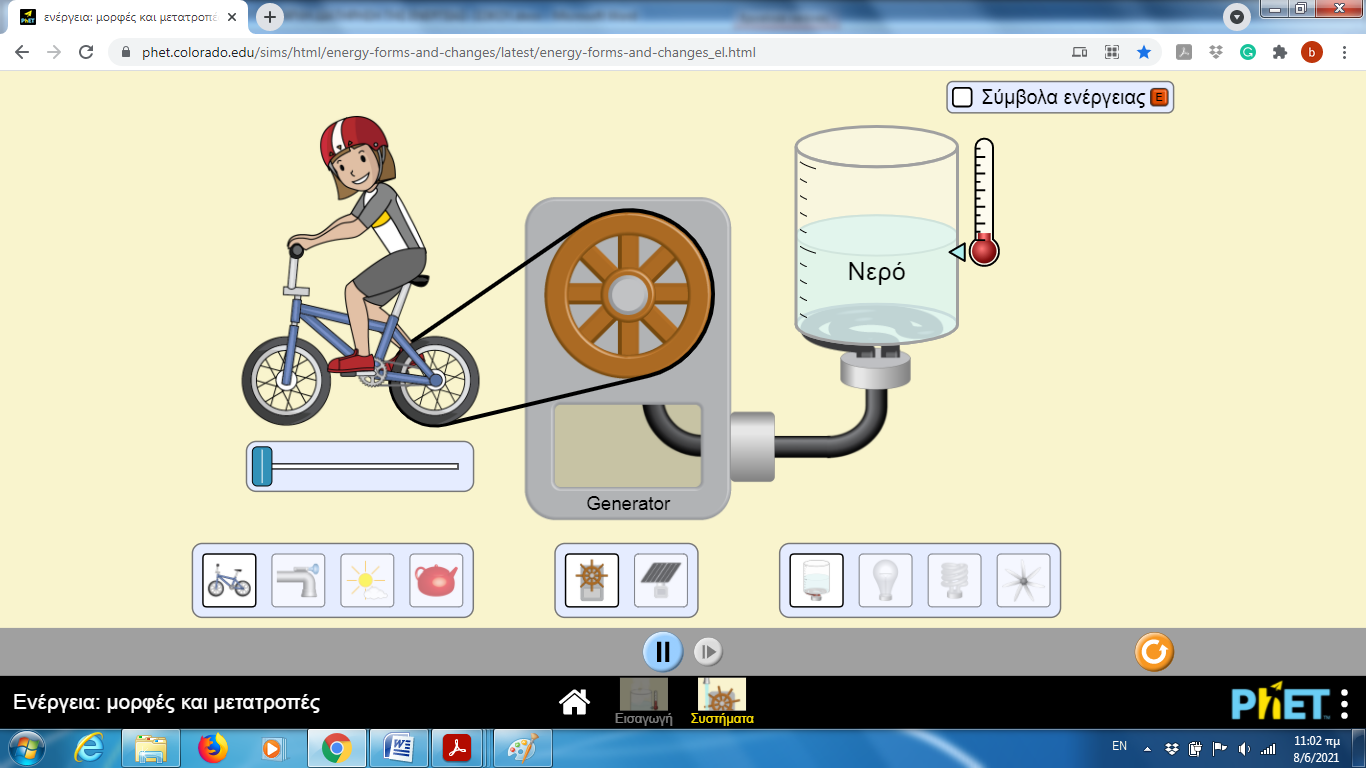 ενέργεια: μορφές και μετατροπέ
phet.colorado.edu/sims/html/energy-forms-and-changes/latest/energy-forms-and-changes_el.html
b
Σύμβολα ενέργειας E
Νερό
Generator
Ενέργεια: μορφές και μετατροπές
Εισαγωγή
Συστήματα
PhET
EN
11:02 πμ
8/6/2021